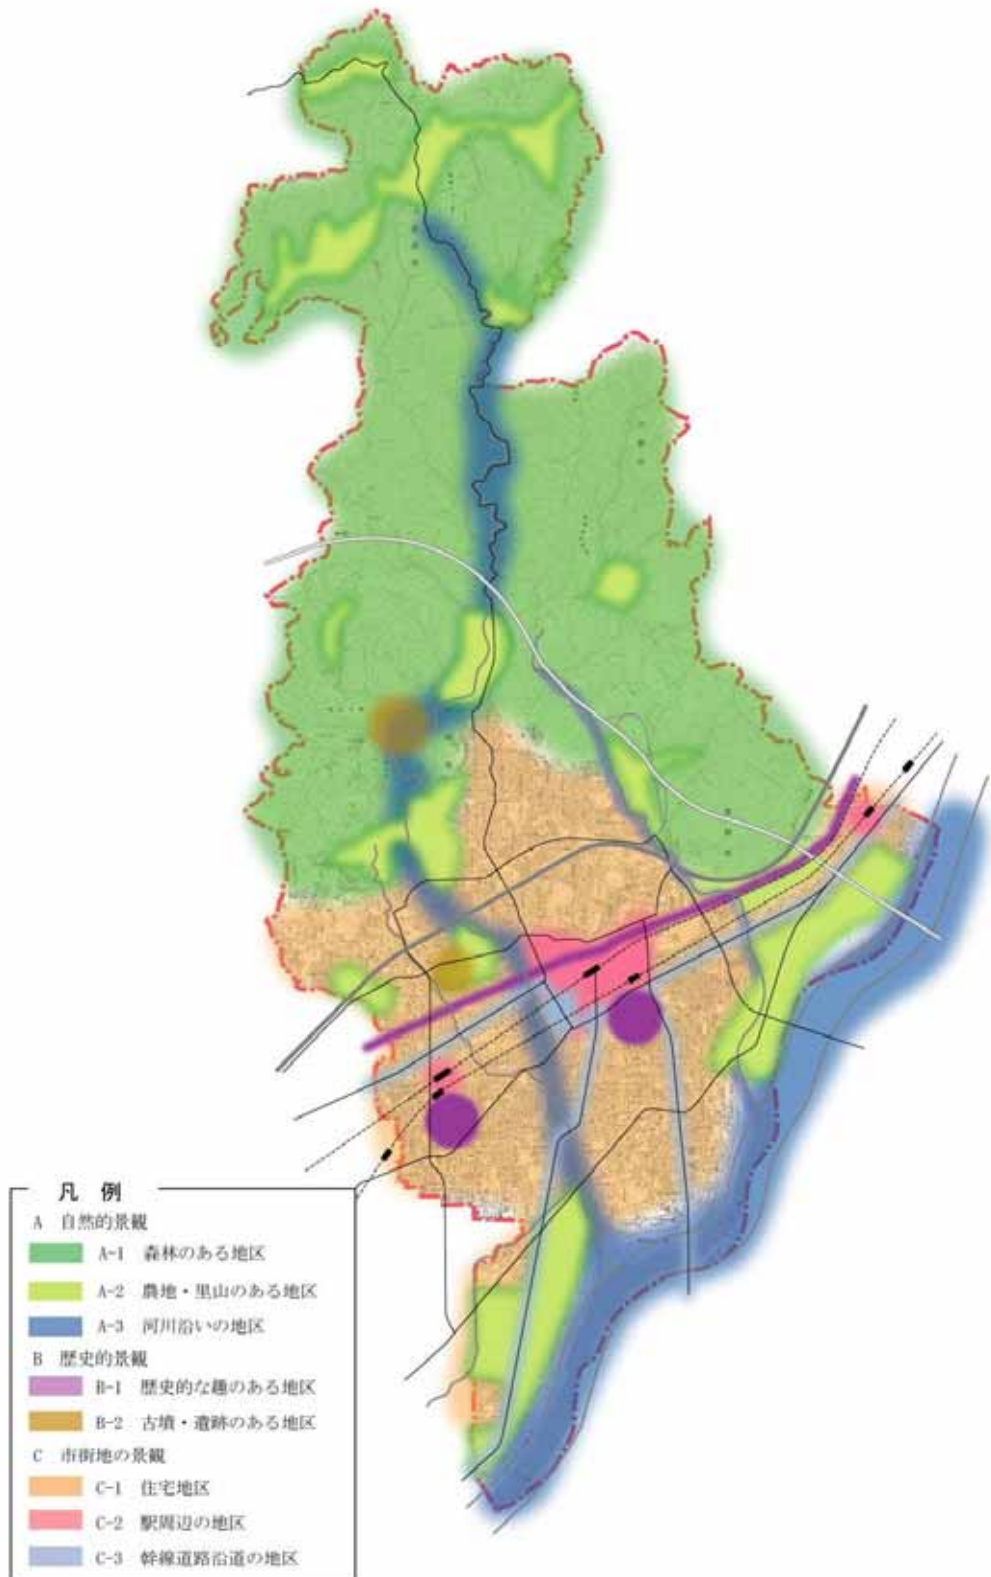 凡 例
A 自然的景観
A-1 森林のある地区
A-2 農地・里山のある地区
A-3 河川沿いの地区
B 歴史的景観
B-1 歴史的な趣のある地区
B-2 古墳・遺跡のある地区
C 市街地の景観
C-1 住宅地区
C-2 駅周辺の地区
C-3 幹線道路沿道の地区